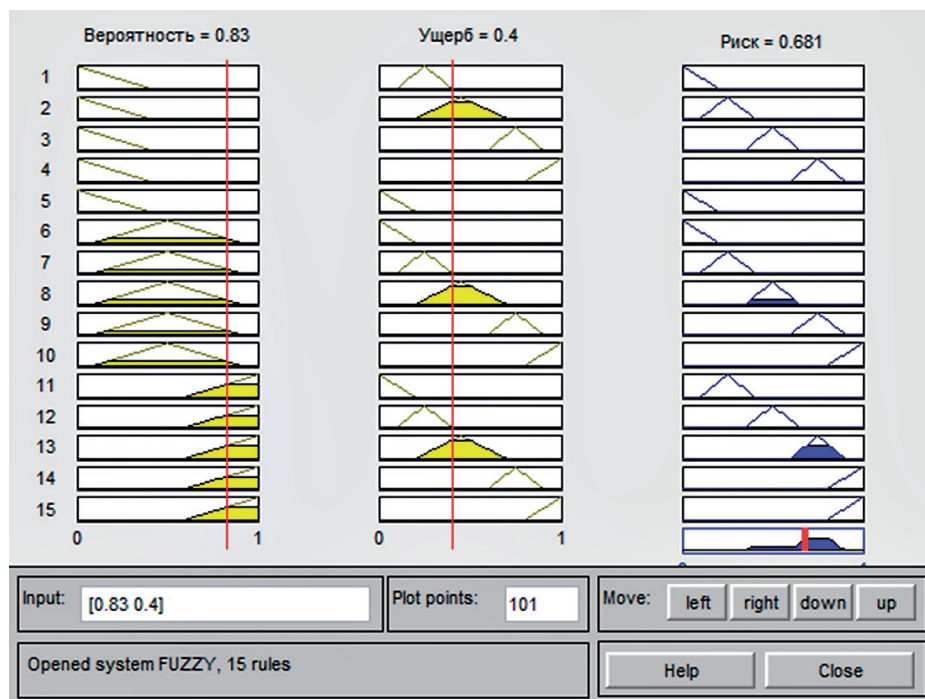 Вероятность = 0.83
Ущерб = 0.4
Риск = 0.681
1
2
3
4
5
6
7
8
9
10
11
12
13
14
15
0 1
0 1
Input: [0.83 0.4]
Plot points: 101
Move: left right down up
Opened system FUZZY, 15 rules
Help Close